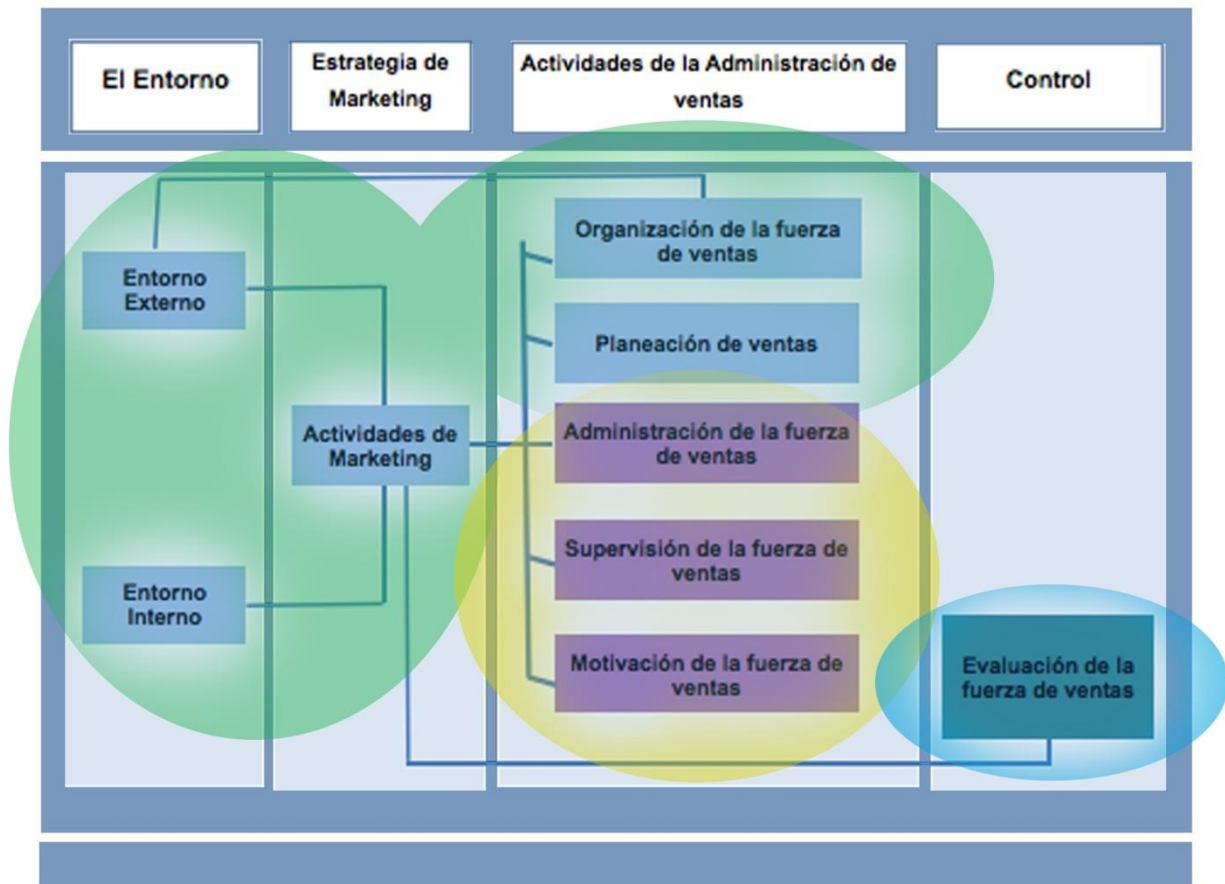 El Entorno
Estrategia de
Marketing
Actividades de la Administración de
ventas
Control
Entorno
Externo
Entorno
Interno
Actividades de
Marketing
Organización de la fuerza
de ventas
Planeación de ventas
Administración de la fuerza
de ventas
Supervisión de la fuerza de
ventas
Motivación de la fuerza de
ventas
Evaluación de la
fuerza de ventas